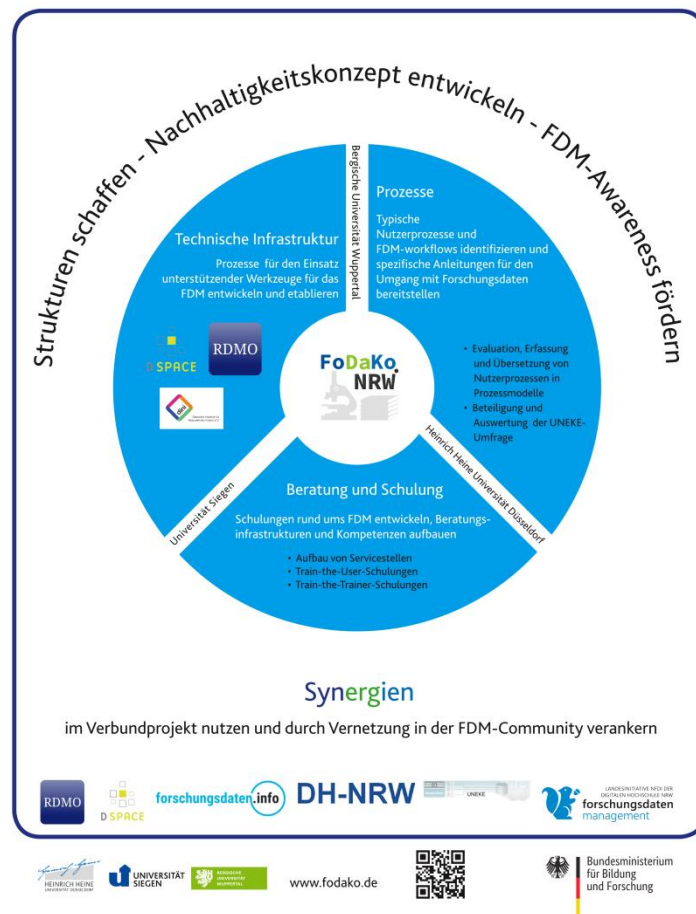 Strukturen schaffen - Nachhaltigkeitskonzept entwickeln - FDM-Awareness fördern
Bergische Universität Wuppertal
Technische Infrastruktur
Prozesse für den Einsatz
unterstützender Werkzeuge für das
FDM entwickeln und etablieren
DSPACE
RDMO
dini
Prozesse
Typische
Nutzerprozesse und
FDM-workflows identifizieren und
spezifische Anleitungen für den
Umgang mit Forschungsdaten
bereitstellen
• Evaluation, Erfassung
und Übersetzung von
Nutzerprozessen in
Prozessmodelle
• Beteiligung und
Auswertung der UNEKE-
Umfrage
FoDaKo.
NRW
Universität Siegen
Heinrich Heine Universität Düsseldorf
Beratung und Schulung
Schulungen rund ums FDM entwickeln, Beratungs-
infrastrukturen und Kompetenzen aufbauen
• Aufbau von Servicestellen
• Train-the-User-Schulungen
• Train-the-Trainer-Schulungen
Synergien
im Verbundprojekt nutzen und durch Vernetzung in der FDM-Community verankern
RDMO
DSPACE
forschungsdaten.info
DH-NRW
UNEKE
LANDESINITIATIVE NFDI DER
DIGITALEN HOCHSCHULE NRW
forschungsdaten
management
HEINRICH HEINE
UNIVERSITÄT DÜSSELDORF
UNIVERSITÄT
SIEGEN
BERGISCHE
UNIVERSITÄT
WUPPERTAL
www.fodako.de
Bundesministerium
für Bildung
und Forschung